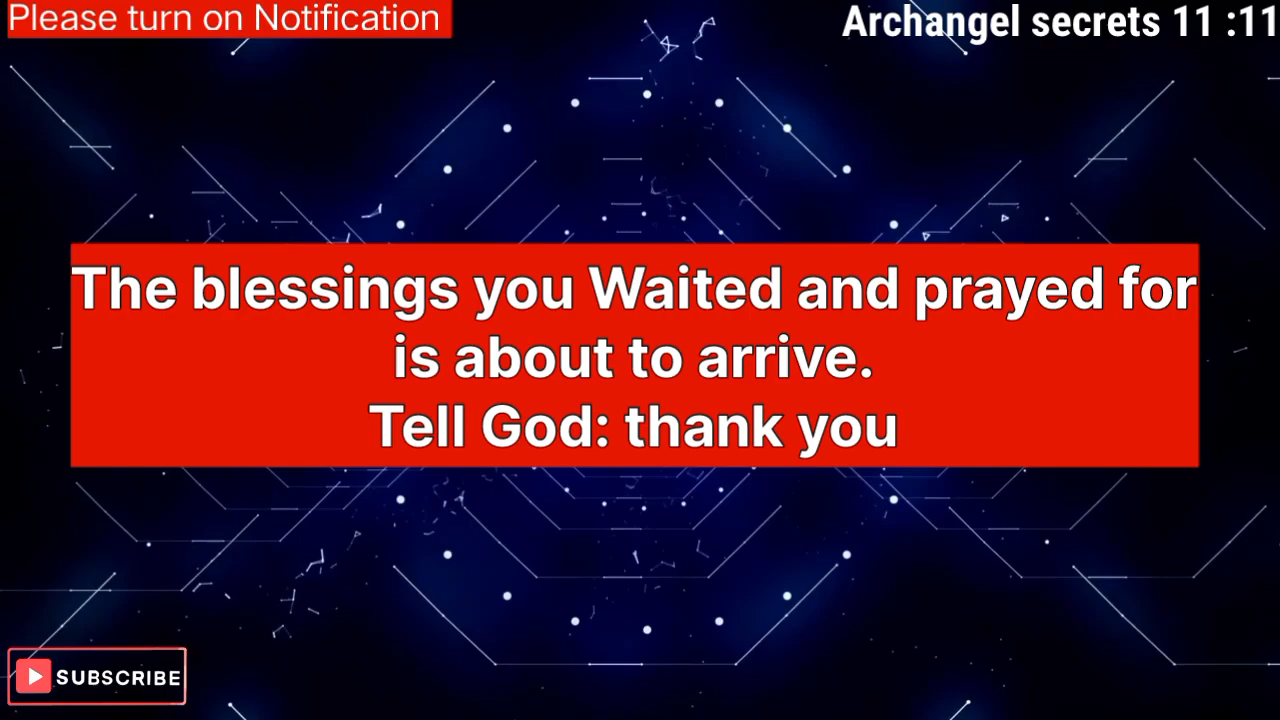 Please turn on Notification
Archangel secrets 11 :11
The blessings you Waited and prayed for
is about to arrive.
Tell God: thank you
SUBSCRIBE